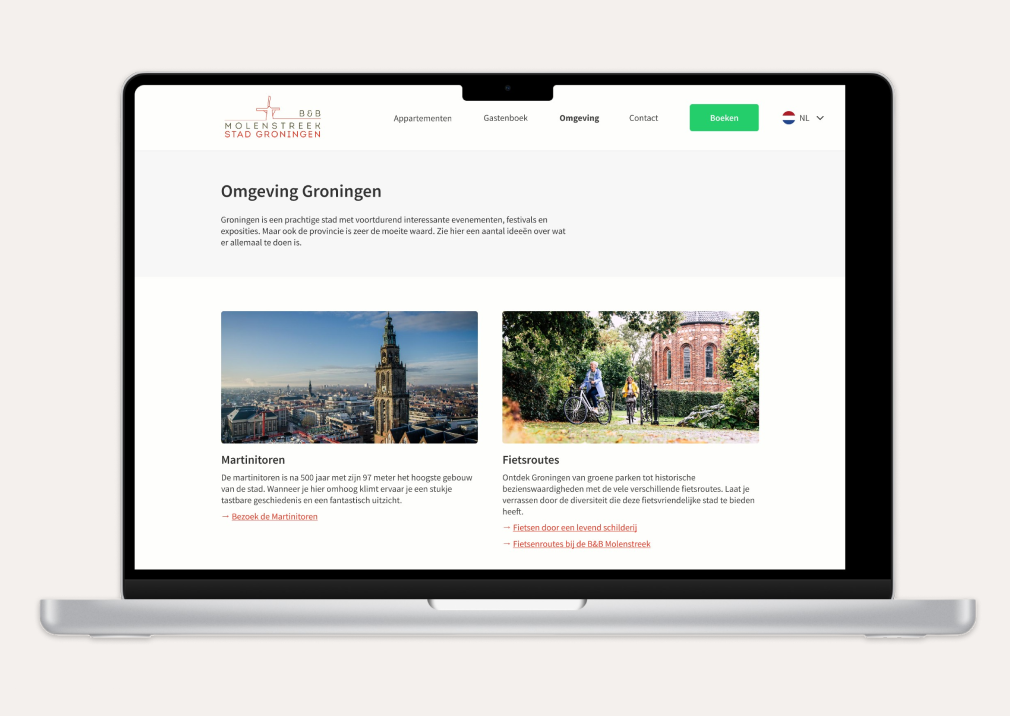 B&B
MOLENSTREEK
STAD GRONINGEN
Appartementen
Gastenboek
Omgeving
Contact
Boeken
NL
Omgeving Groningen
Groningen is een prachtige stad met voortdurend interessante evenementen, festivals en
exposities. Maar ook de provincie is zeer de moeite waard. Zie hier een aantal ideeën over wat
er allemaal te doen is.
Martinitoren
De martinitoren is na 500 jaar met zijn 97 meter het hoogste gebouw
van de stad. Wanneer je hier omhoog klimt ervaar je een stukje
tastbare geschiedenis en een fantastisch uitzicht.
→ Bezoek de Martinitoren
Fietsroutes
Ontdek Groningen van groene parken tot historische
bezienswaardigheden met de vele verschillende fietsroutes. Laat je
verrassen door de diversiteit die deze fietsvriendelijke stad te bieden
heeft.
→ Fietsen door een levend schilderij
→ Fietsenroutes bij de B&B Molenstreek